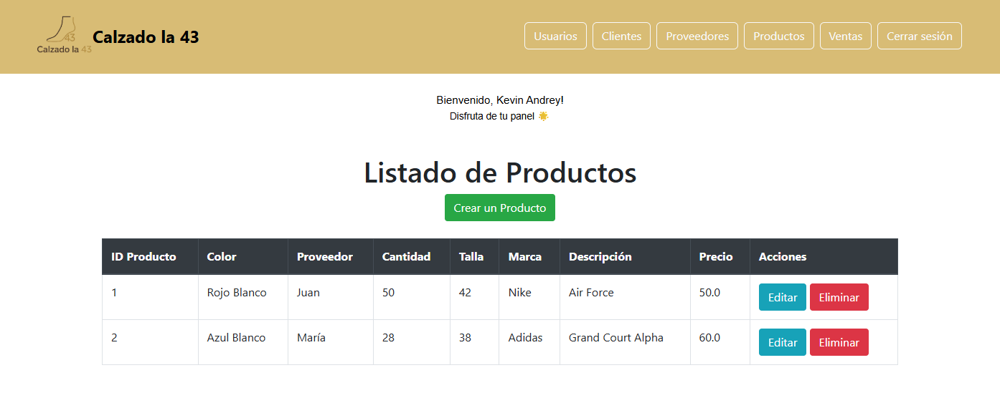 43
Calzado la 43
Calzado la 43
Usuarios Clientes Proveedores Productos Ventas Cerrar sesión
Bienvenido, Kevin Andrey!
Disfruta de tu panel 🌟
Listado de Productos
Crear un Producto
ID Producto Color Proveedor Cantidad Talla Marca Descripción Precio Acciones
1 Rojo Blanco Juan 50 42 Nike Air Force 50.0 Editar Eliminar
2 Azul Blanco María 28 38 Adidas Grand Court Alpha 60.0 Editar Eliminar